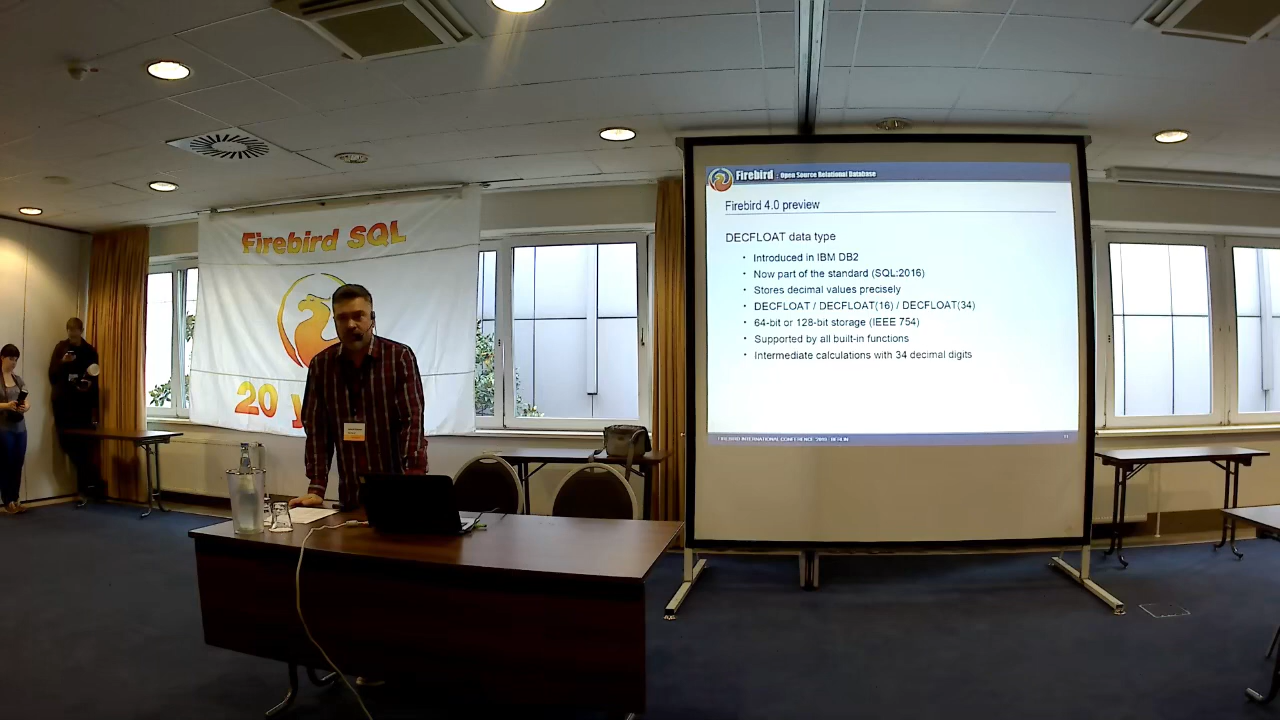 Firebird SQL
20 y
Firebird : Open Source Relational Database
Firebird 4.0 preview
DECFLOAT data type
• Introduced in IBM DB2
• Now part of the standard (SQL:2016)
• Stores decimal values precisely
• DECFLOAT / DECFLOAT(16) / DECFLOAT(34)
• 64-bit or 128-bit storage (IEEE 754)
• Supported by all built-in functions
• Intermediate calculations with 34 decimal digits